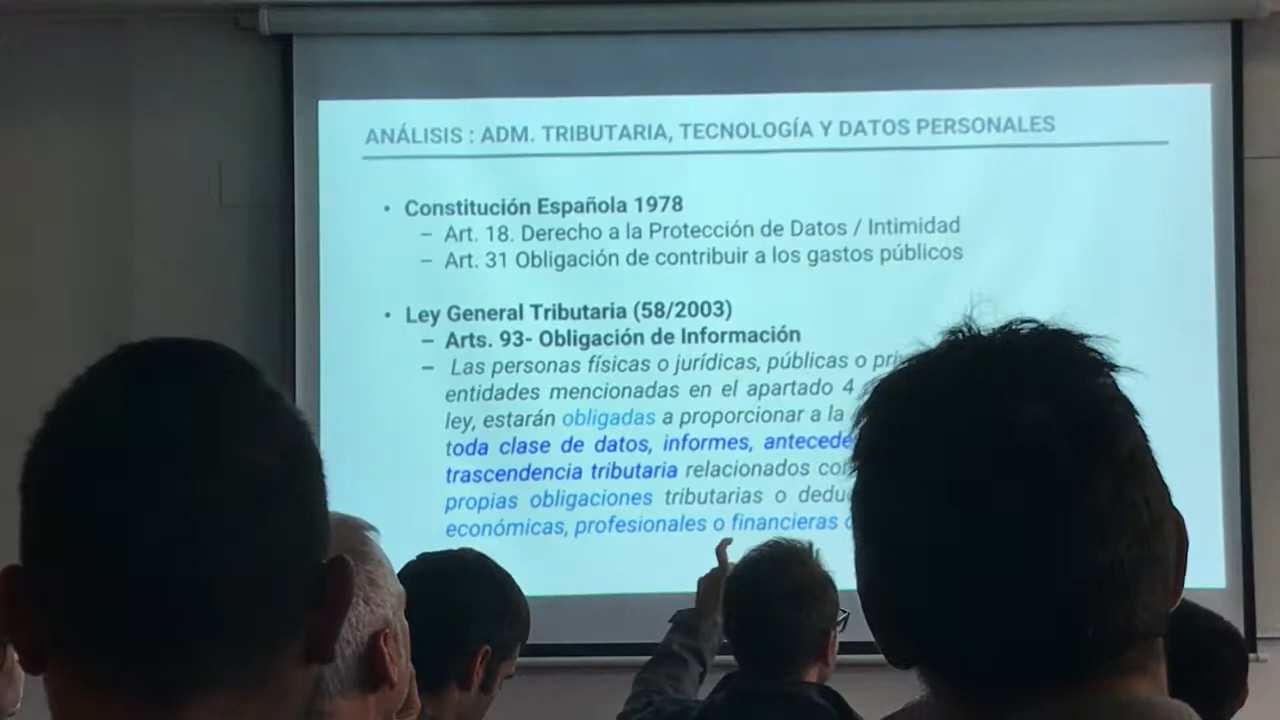 ANÁLISIS : ADM. TRIBUTARIA, TECNOLOGÍA Y DATOS PERSONALES
• Constitución Española 1978
– Art. 18. Derecho a la Protección de Datos / Intimidad
– Art. 31 Obligación de contribuir a los gastos públicos
• Ley General Tributaria (58/2003)
– Arts. 93- Obligación de Información
– Las personas físicas o jurídicas, públicas o
entidades mencionadas en el apartado 4
ley, estarán obligadas a proporcionar a la
toda clase de datos, informes,
trascendencia tributaria relacionados
propias obligaciones tributarias o
económicas, profesionales o financieras